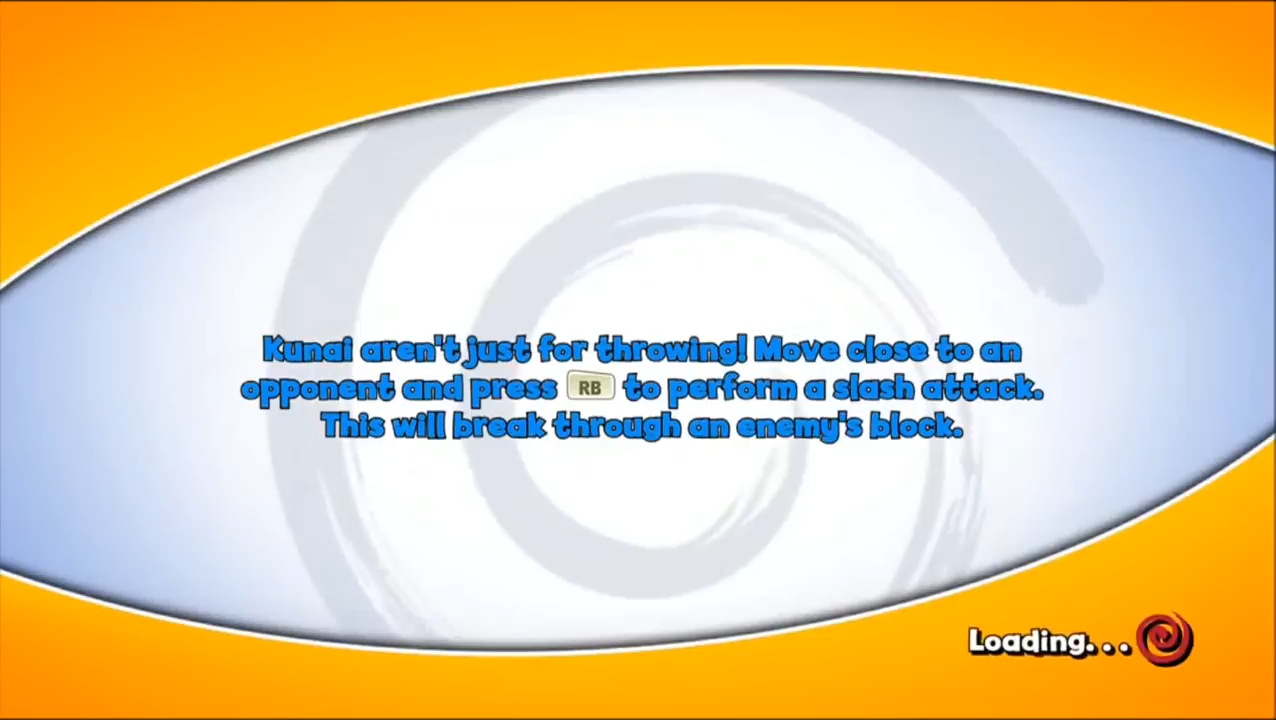 Kunai aren't just for throwing! Move close to an
opponent and press RB to perform a slash attack.
This will break through an enemy's block.
Loading...